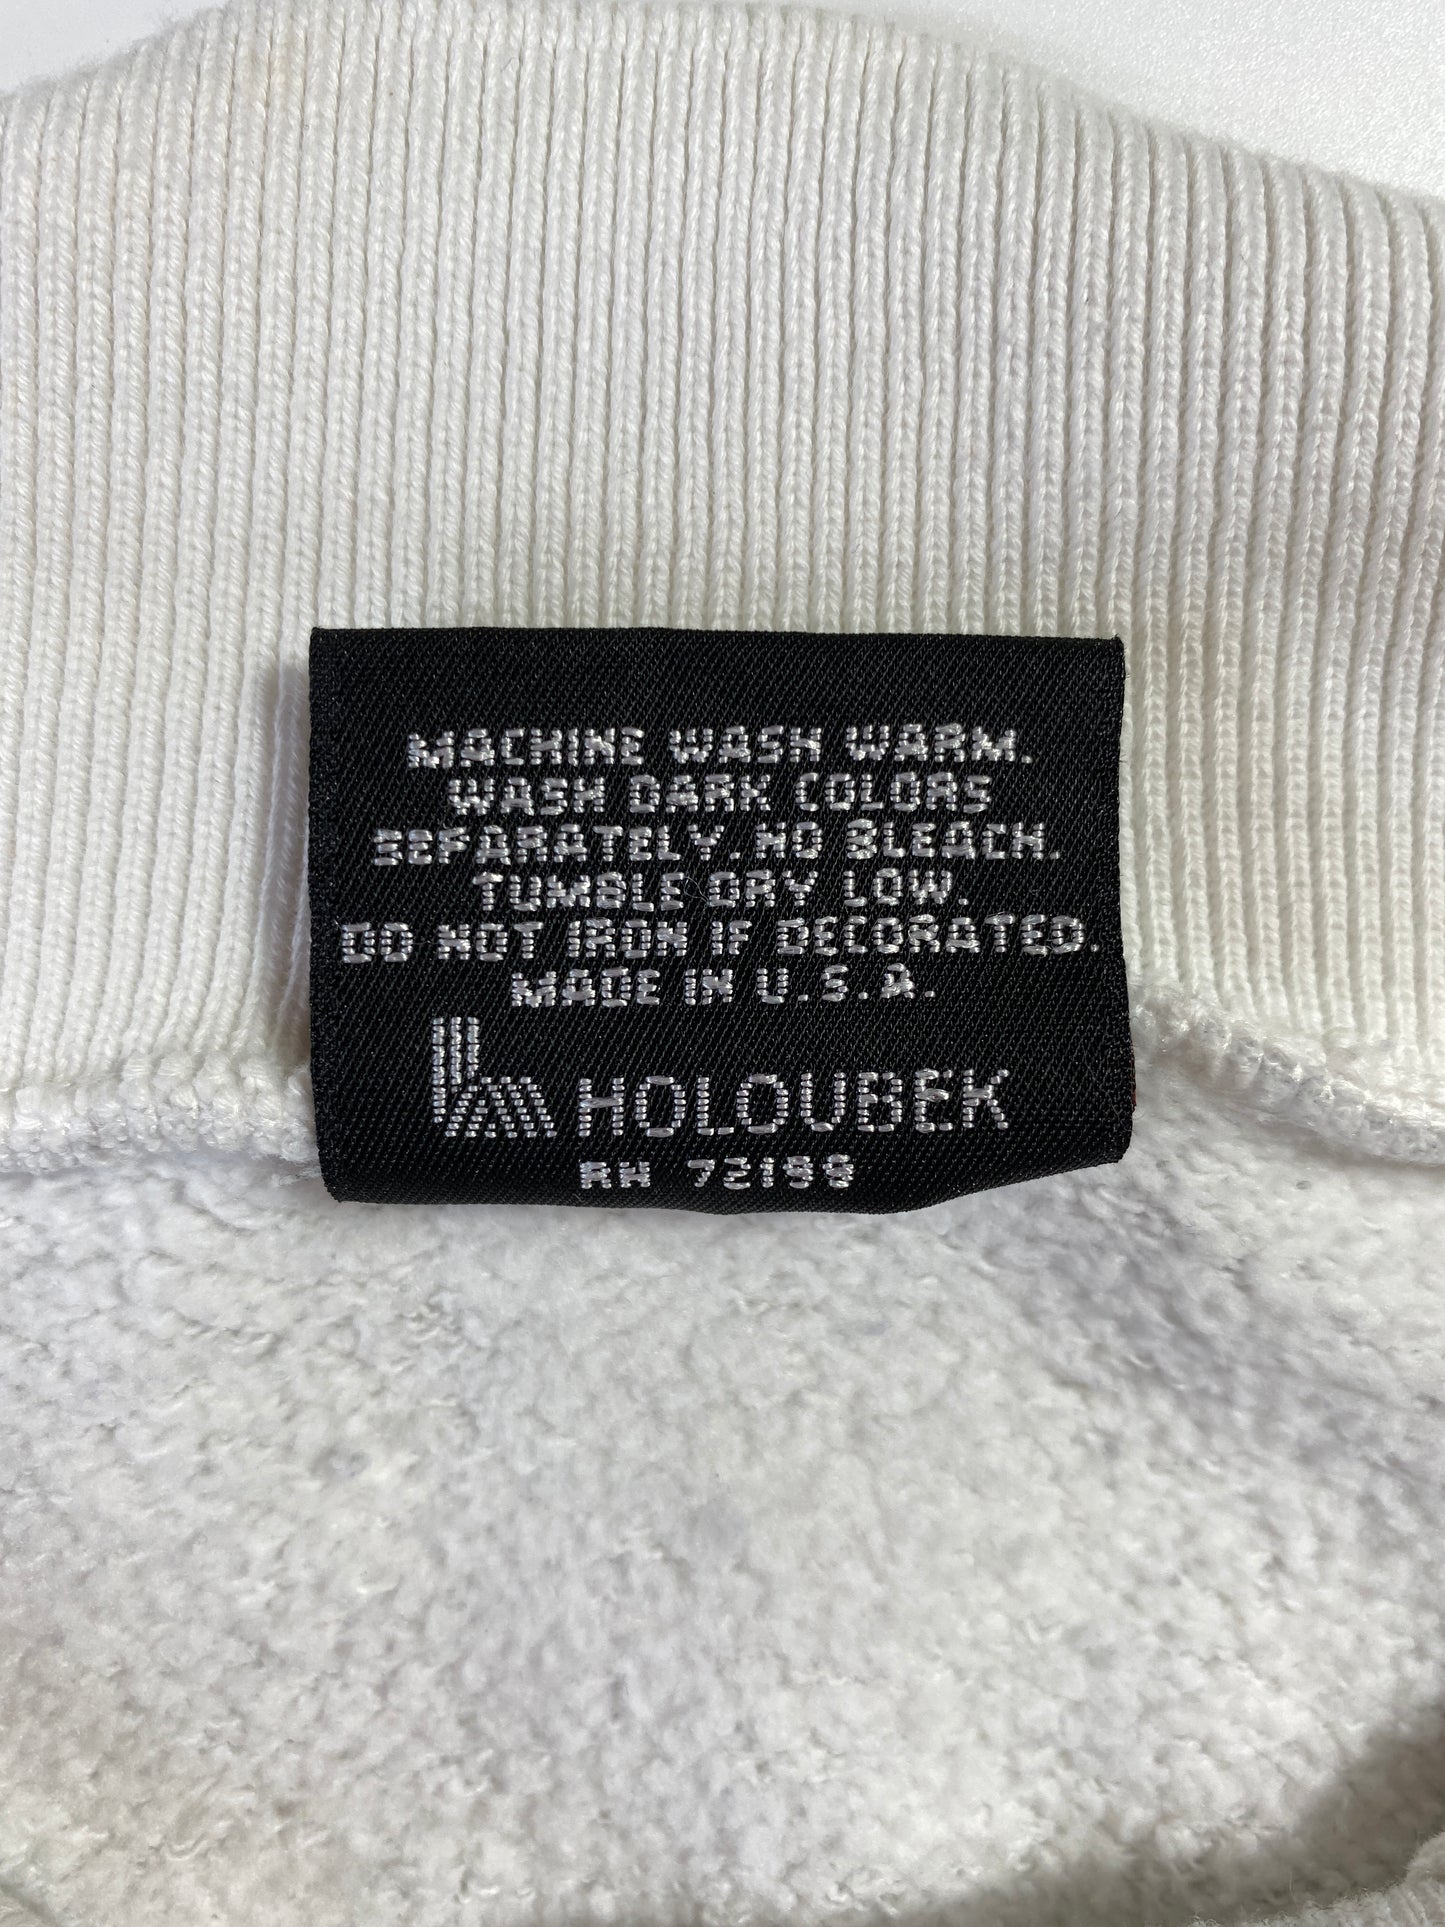 MACHINE WASH WARM.
WASH DARK COLORS
SEPARATELY. NO BLEACH.
TUMBLE DRY LOW.
DO NOT IRON IF DECORATED.
MADE IN U.S.A.
HOLOUBEK
RN 72199